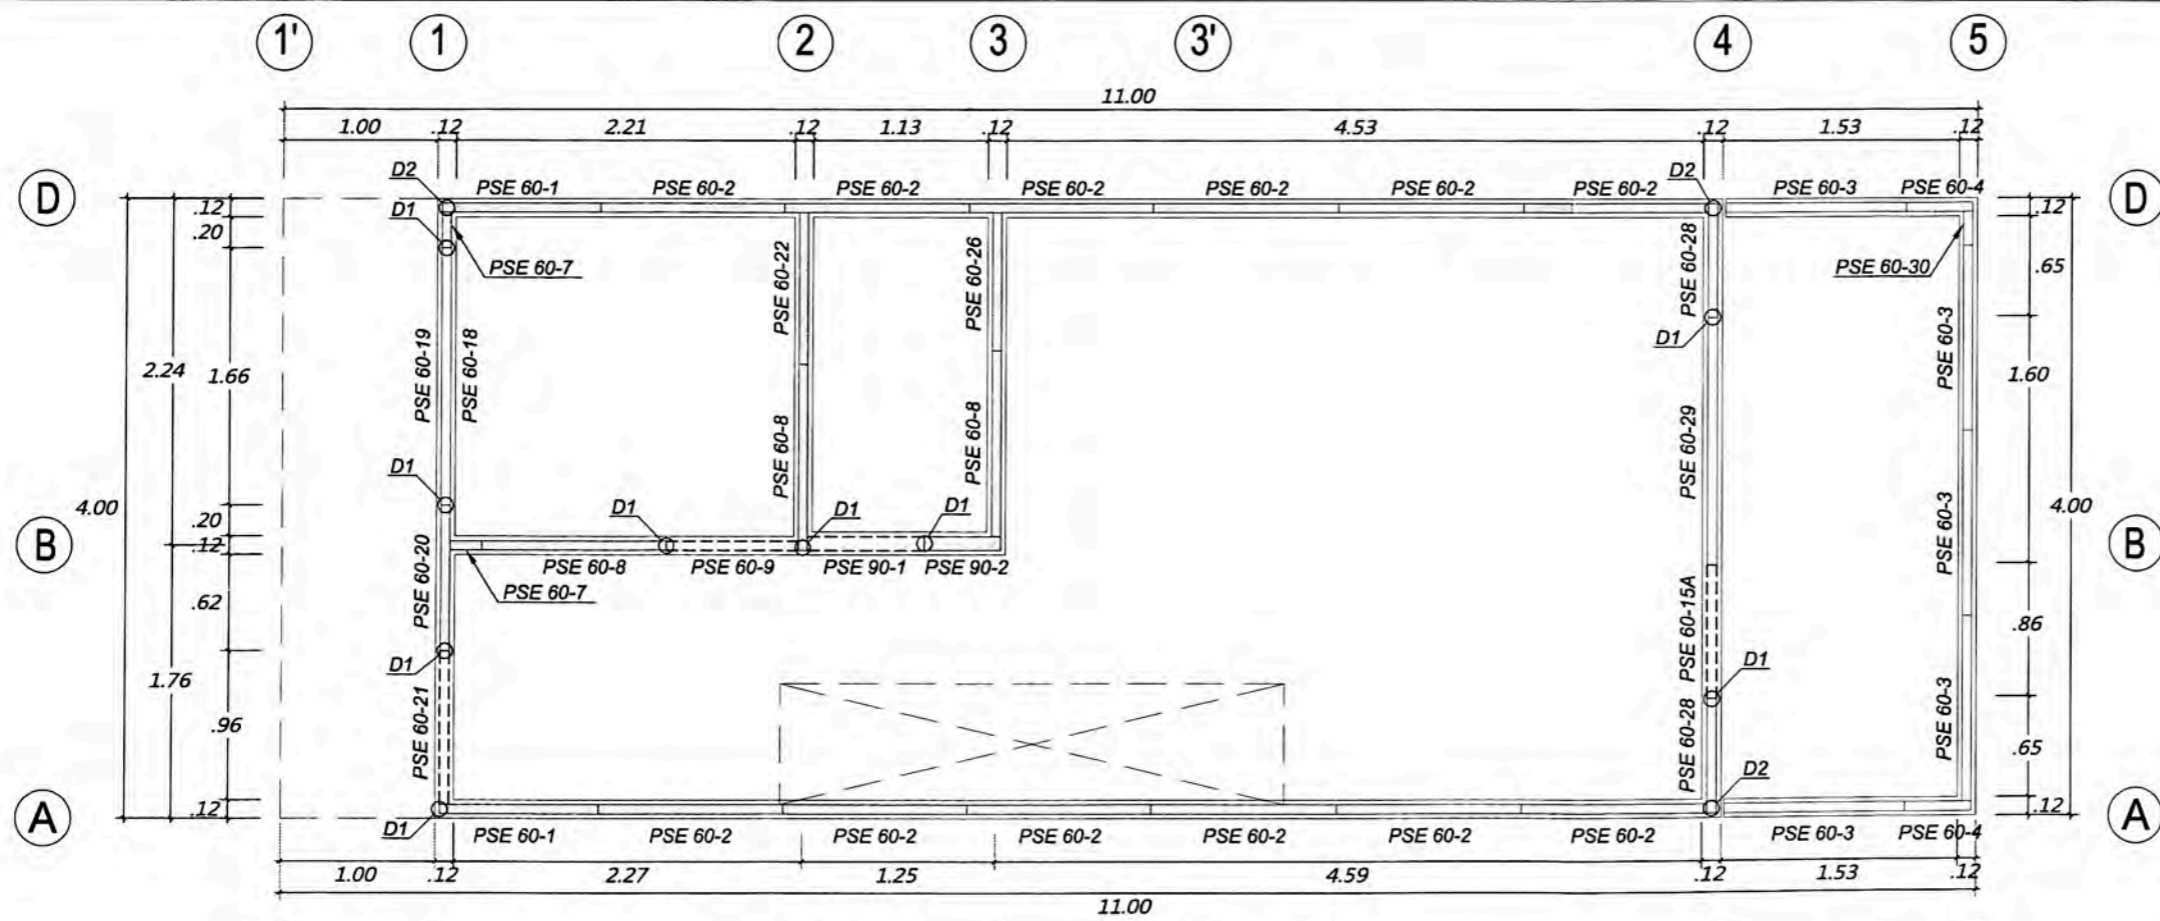 1' 1 2 3 3' 4 5
11.00
1.00 .12 2.21 .12 1.13 .12 4.53 .12 1.53 .12
D2 PSE 60-1 PSE 60-2 PSE 60-2 PSE 60-2 PSE 60-2 PSE 60-2 PSE 60-2 D2 PSE 60-3 PSE 60-4
D D
.12 .12
D1
.20
PSE 60-7 PSE 60-22 PSE 60-26 PSE 60-28 PSE 60-30 .65
D1
2.24 1.66 PSE 60-19 PSE 60-18 PSE 60-3 1.60
PSE 60-8 PSE 60-8 PSE 60-29
D1 D1 D1 D1
4.00 .20 4.00
B .12 PSE 60-20 PSE 60-3 B
PSE 60-8 PSE 60-9 PSE 90-1 PSE 90-2
PSE 60-7
.62 PSE 60-15A .86
D1 D1
1.76 PSE 60-21 PSE 60-28 PSE 60-3
.96 .65
D2
A .12 .12 A
D1 PSE 60-1 PSE 60-2 PSE 60-2 PSE 60-2 PSE 60-2 PSE 60-2 PSE 60-2 PSE 60-3 PSE 60-4
1.00 .12 2.27 1.25 4.59 .12 1.53 .12
11.00